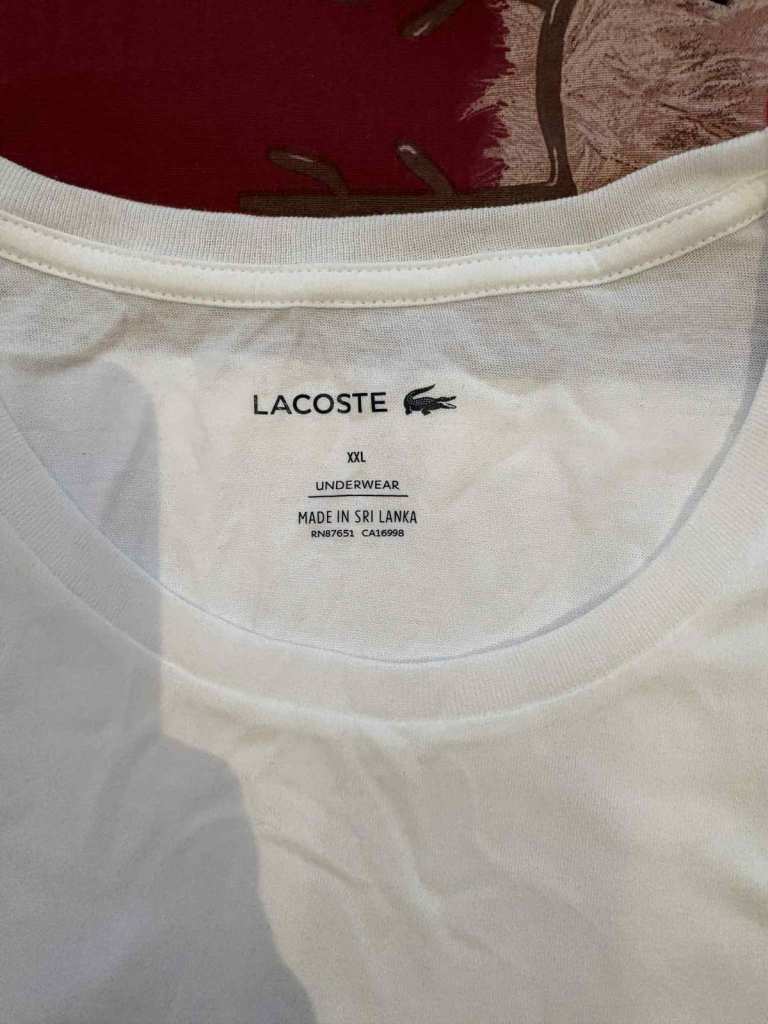 LACOSTE
XXL
UNDERWEAR
MADE IN SRI LANKA
RN87651 CA16998